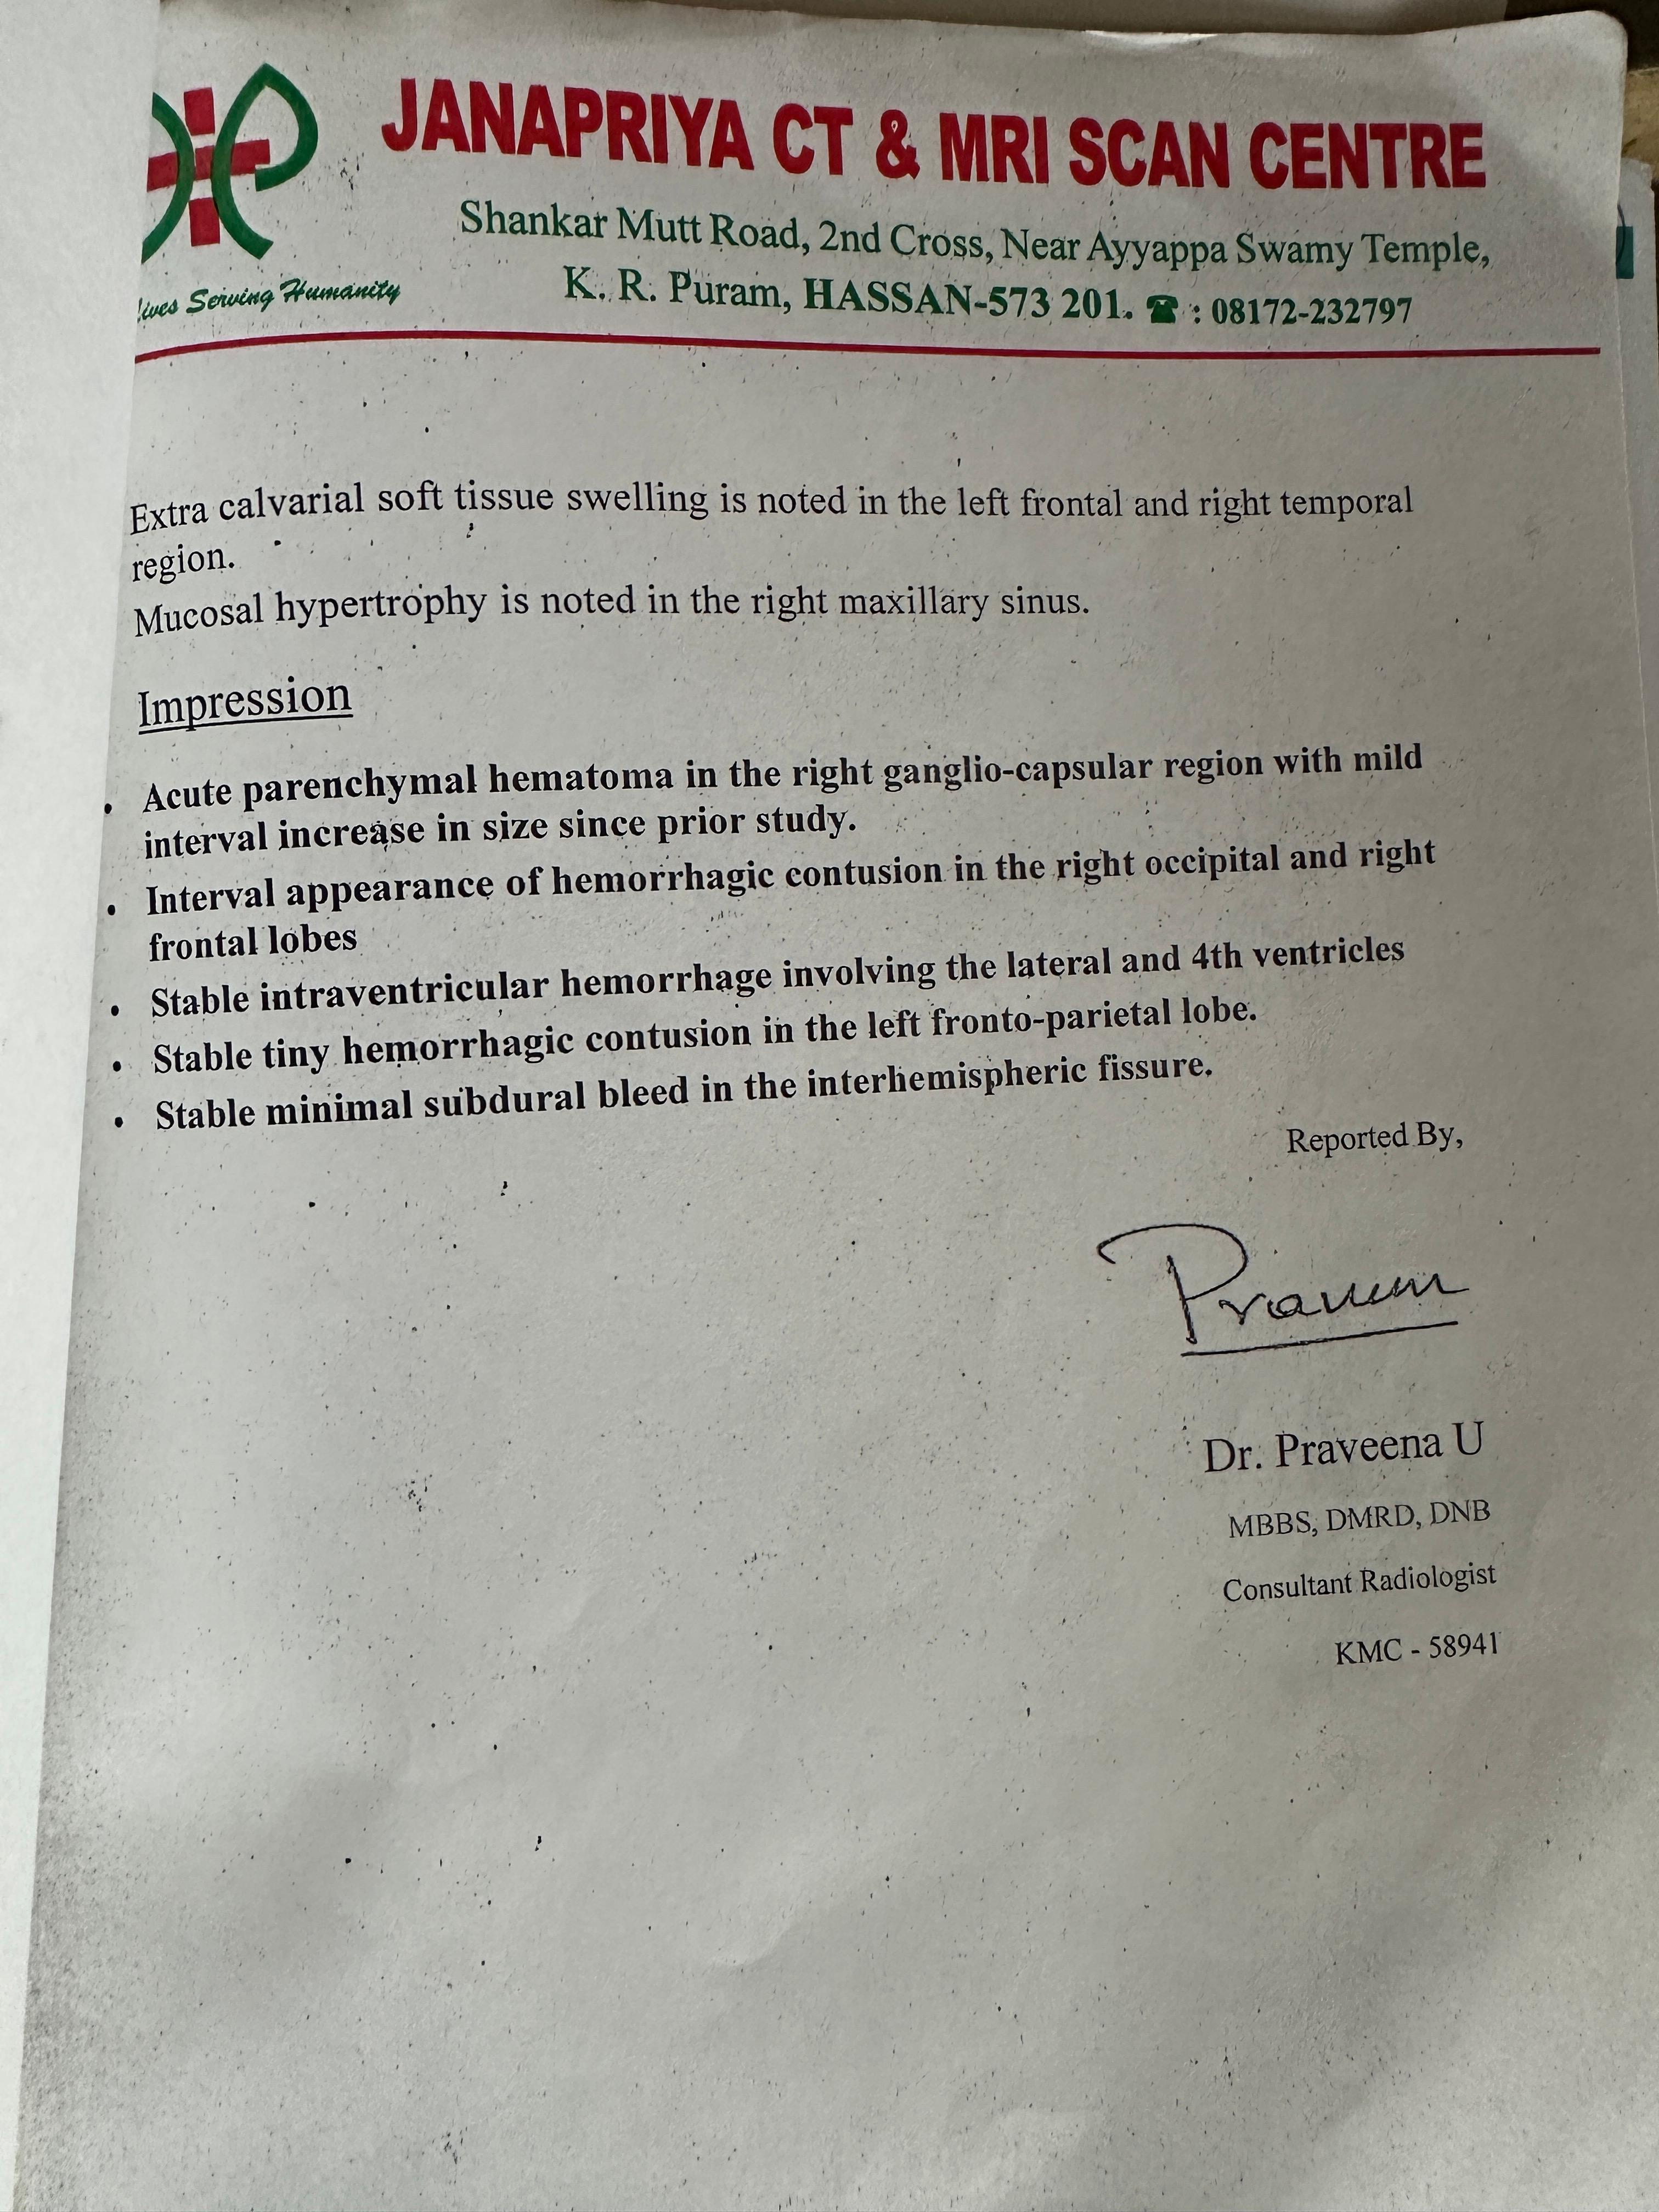 JANAPRIYA CT & MRI SCAN CENTRE
Shankar Mutt Road, 2nd Cross, Near Ayyappa Swamy Temple,
K. R. Puram, HASSAN-573 201. ☎ : 08172-232797
lives Serving Humanity
Extra calvarial soft tissue swelling is noted in the left frontal and right temporal
region.
Mucosal hypertrophy is noted in the right maxillary sinus.
Impression
• Acute parenchymal hematoma in the right ganglio-capsular region with mild
interval increase in size since prior study.
• Interval appearance of hemorrhagic contusion in the right occipital and right
frontal lobes
• Stable intraventricular hemorrhage involving the lateral and 4th ventricles
• Stable tiny hemorrhagic contusion in the left fronto-parietal lobe.
• Stable minimal subdural bleed in the interhemispheric fissure.
Reported By,
Dr. Praveena U
MBBS, DMRD, DNB
Consultant Radiologist
KMC - 58941